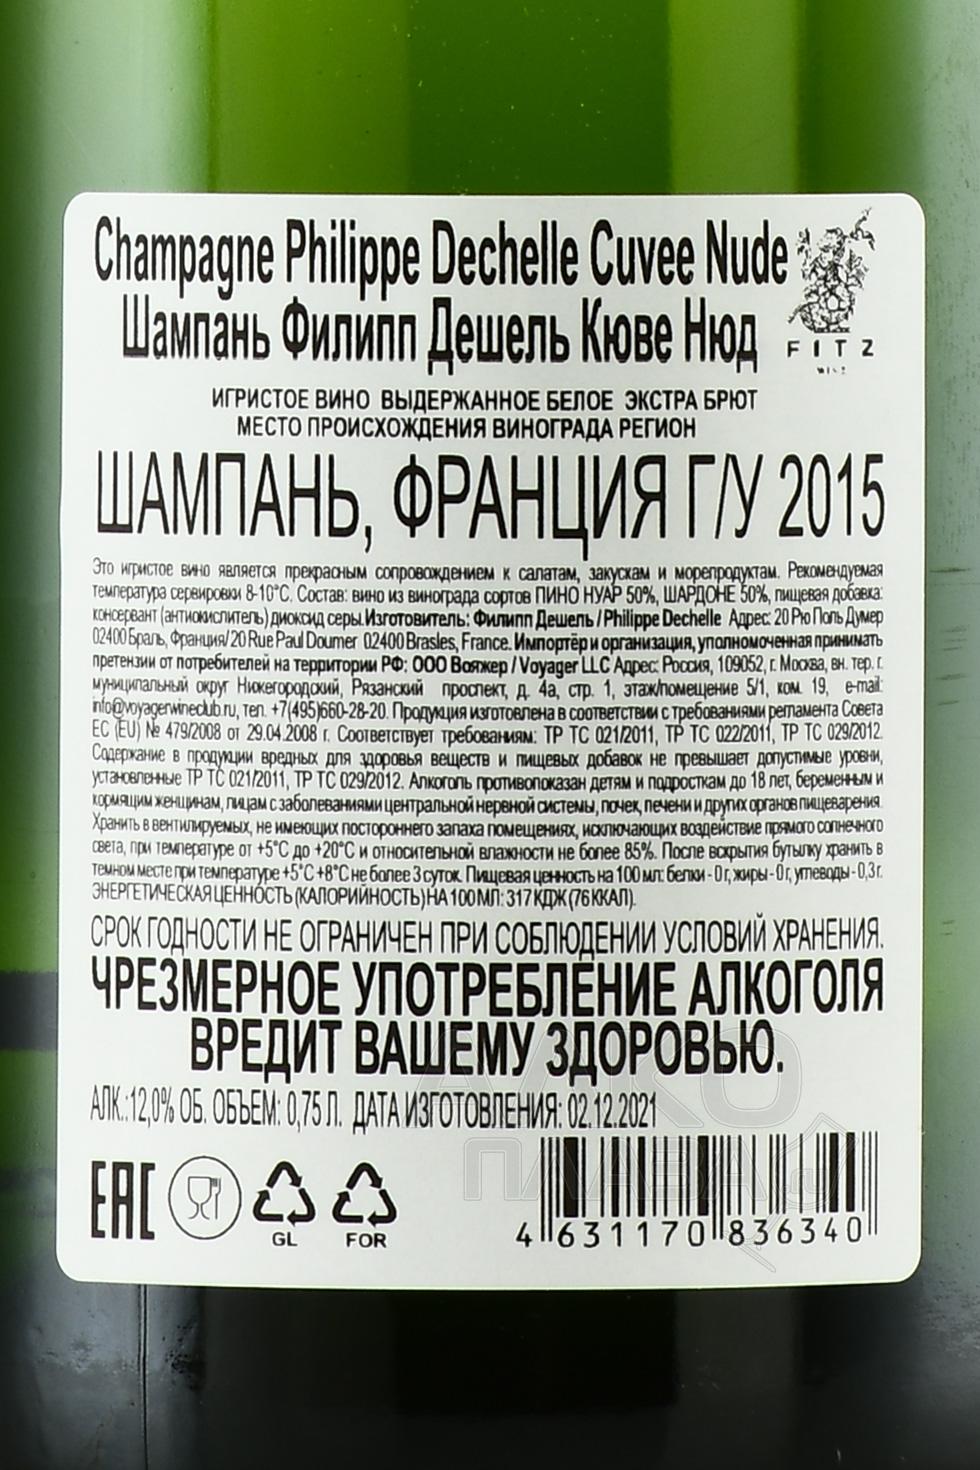 Champagne Philippe Dechelle Cuvee Nude
Шампань Филипп Дешель Кюве Нюд
FITZ
WINE
ИГРИСТОЕ ВИНО ВЫДЕРЖАННОЕ БЕЛОЕ ЭКСТРА БРЮТ
МЕСТО ПРОИСХОЖДЕНИЯ ВИНОГРАДА РЕГИОН
ШАМПАНЬ, ФРАНЦИЯ Г/У 2015
Это игристое вино является прекрасным сопровождением к салатам, закускам и морепродуктам. Рекомендуемая
температура сервировки 8-10°С. Состав: вино из винограда сортов ПИНО НУАР 50%, ШАРДОНЕ 50%, пищевая добавка:
консервант (антиокислитель) диоксид серы. Изготовитель: Филипп Дешель / Philippe Dechelle Адрес: 20 Рю Поль Думер
02400 Браль, Франция/ 20 Rue Paul Doumer 02400 Brasles, France. Импортёр и организация, уполномоченная принимать
претензии от потребителей на территории РФ: ООО Вояжер / Voyager LLC Адрес: Россия, 109052, г. Москва, вн. тер. г.
муниципальный округ Нижегородский, Рязанский проспект, д. 4а, стр. 1, этаж/помещение 5/1, ком. 19, e-mail:
info@voyagerwineclub.ru, тел. +7(495)660-28-20. Продукция изготовлена в соответствии с требованиями регламента Совета
ЕС (EU) № 479/2008 от 29.04.2008 г. Соответствует требованиям: ТР ТС 021/2011, ТР ТС 022/2011, ТР ТС 029/2012.
Содержание в продукции вредных для здоровья веществ и пищевых добавок не превышает допустимые уровни,
установленные ТР ТС 021/2011, ТР ТС 029/2012. Алкоголь противопоказан детям и подросткам до 18 лет, беременным и
кормящим женщинам, лицам с заболеваниями центральной нервной системы, почек, печени и других органов пищеварения.
Хранить в вентилируемых, не имеющих постороннего запаха помещениях, исключающих воздействие прямого солнечного
света, при температуре от +5°С до +20°С и относительной влажности не более 85%. После вскрытия бутылку хранить в
темном месте при температуре +5°С +8°С не более 3 суток. Пищевая ценность на 100 мл: белки - 0 г, жиры - 0 г, углеводы - 0,3 г.
ЭНЕРГЕТИЧЕСКАЯ ЦЕННОСТЬ (КАЛОРИЙНОСТЬ) НА 100 МЛ: 317 КДЖ (76 ККАЛ).
СРОК ГОДНОСТИ НЕ ОГРАНИЧЕН ПРИ СОБЛЮДЕНИИ УСЛОВИЙ ХРАНЕНИЯ.
ЧРЕЗМЕРНОЕ УПОТРЕБЛЕНИЕ АЛКОГОЛЯ
ВРЕДИТ ВАШЕМУ ЗДОРОВЬЮ.
АЛК.:12,0% ОБ. ОБЪЕМ: 0,75 Л. ДАТА ИЗГОТОВЛЕНИЯ: 02.12.2021
АЛКО
ПЛАЗА
EAC
GL
FOR
4 631170 836340